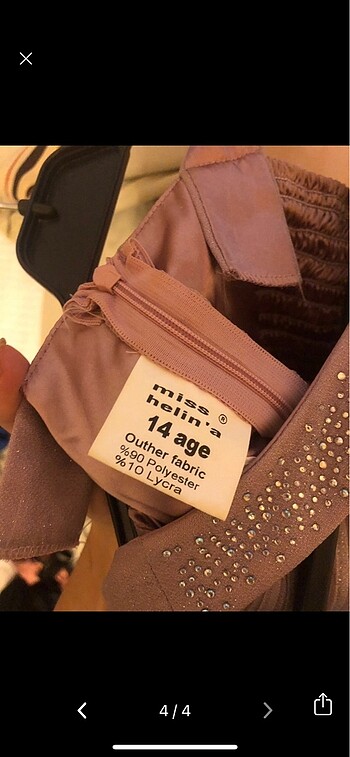 miss ®
helin'a
14 age
Outher fabric
%90 Polyester
%10 Lycra
4/4